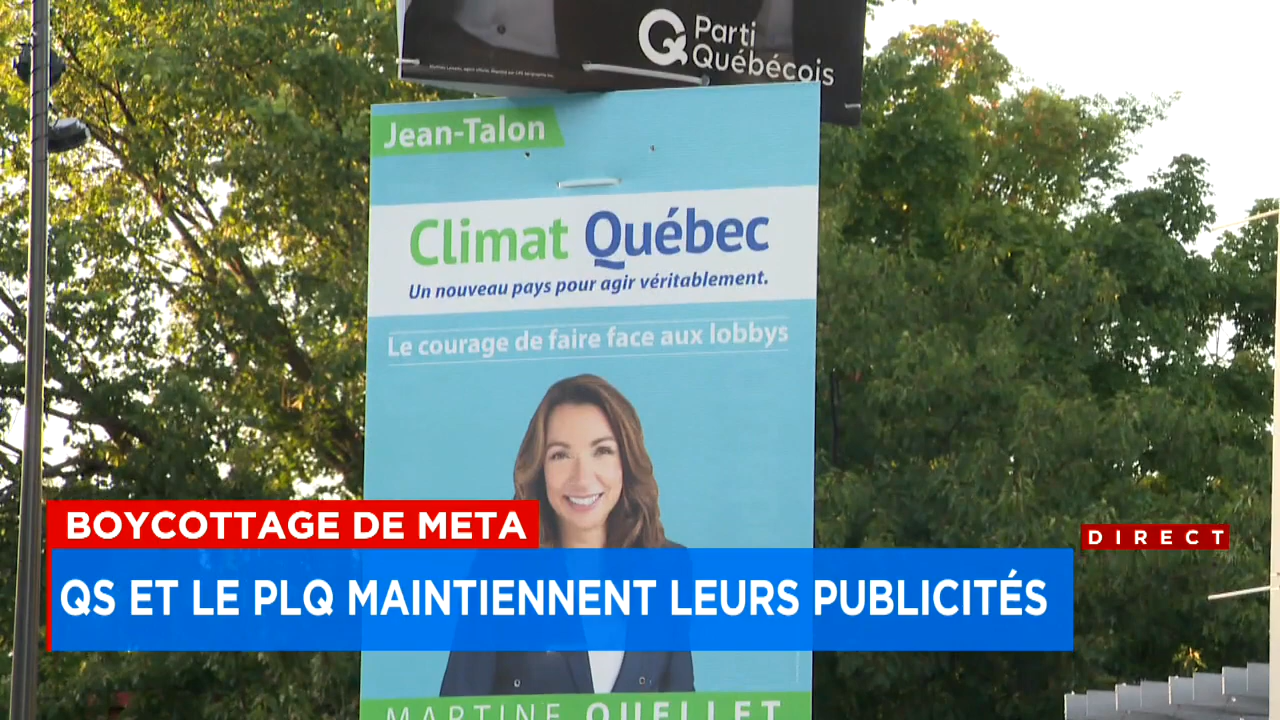 Parti
Québécois
Jean-Talon
Climat Québec
Un nouveau pays pour agir véritablement.
Le courage de faire face aux lobbys
BOYCOTTAGE DE META
DIRECT
QS ET LE PLQ MAINTIENNENT LEURS PUBLICITÉS
MARTINE OUELLET